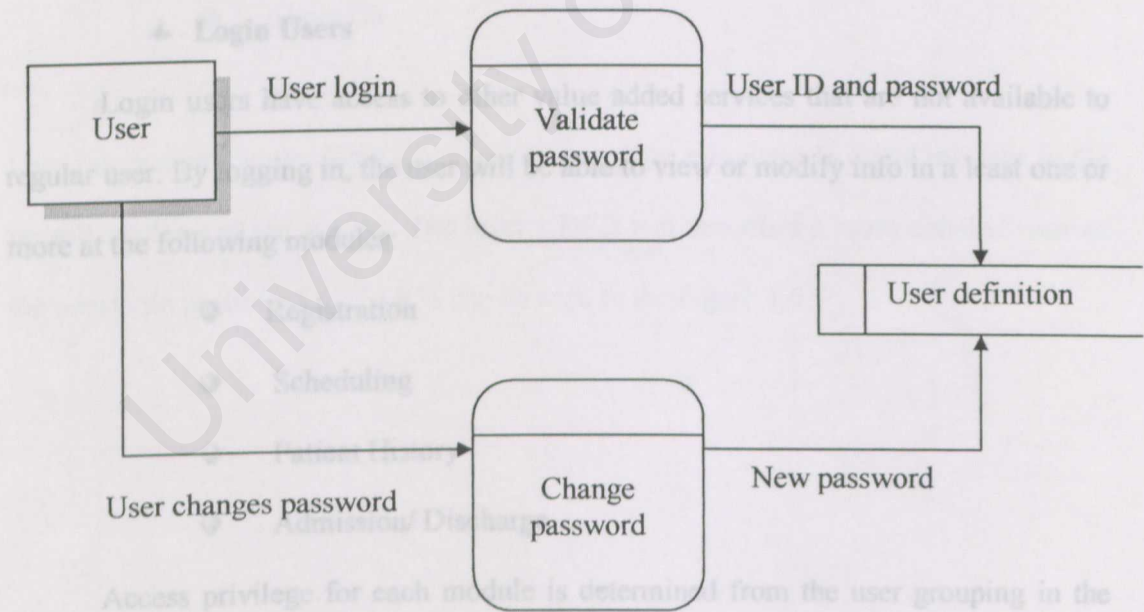 Login Users
User login
User ID and password
Login users have access to other value added services that are not available to
User
Validate
password
regular user. By logging in, the user will be able to view or modify info in a least one or
more at the following modules:
User definition
Registration
Scheduling
Patient History
User changes password
Change
password
New password
Admission/ Discharge
Access privilege for each module is determined from the user grouping in the
University of